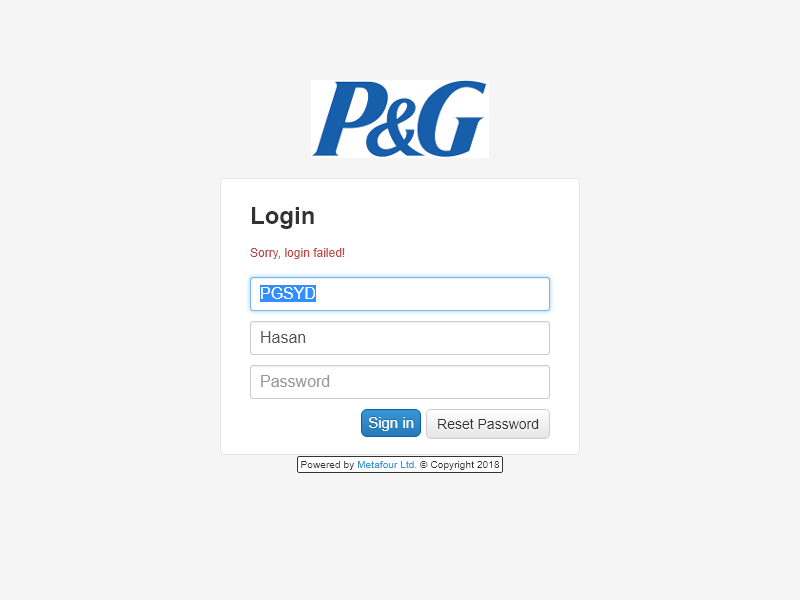 P&G
Login
Sorry, login failed!
PGSYD
Hasan
Password
Sign in Reset Password
Powered by Metafour Ltd. © Copyright 2018